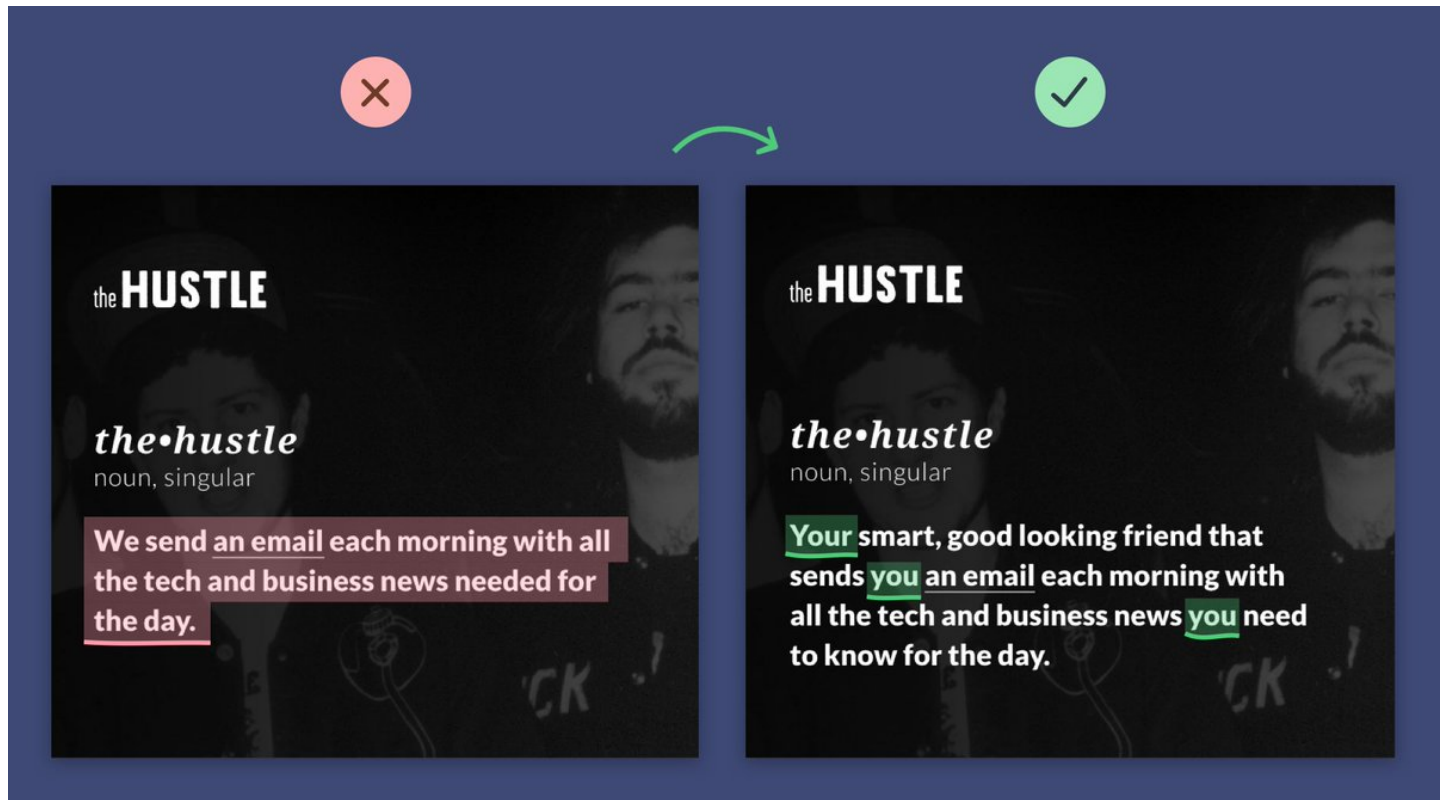 the HUSTLE
the•hustle
noun, singular
We send an email each morning with all
the tech and business news needed for
the day.
CK
the HUSTLE
the•hustle
noun, singular
Your smart, good looking friend that
sends you an email each morning with
all the tech and business news you need
to know for the day.
CK